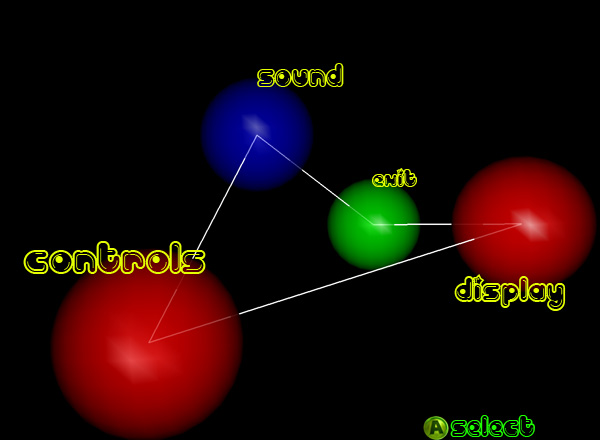 sound
exit
controls
display
A select